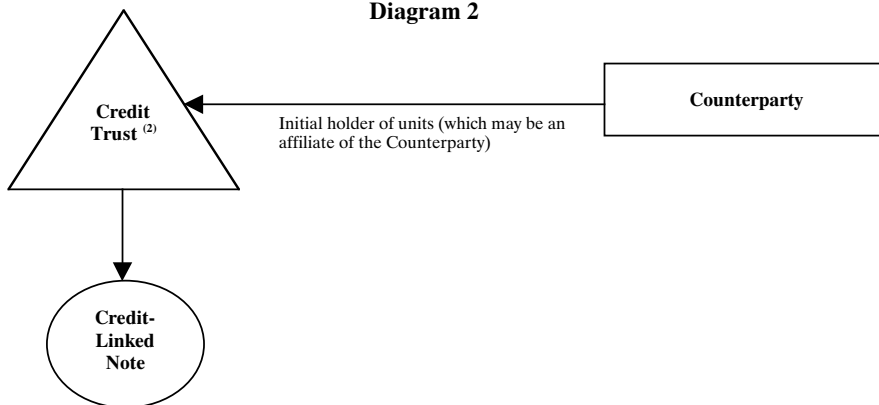 Diagram 2
Credit
Trust (2)
Counterparty
Initial holder of units (which may be an
affiliate of the Counterparty)
Credit-
Linked
Note